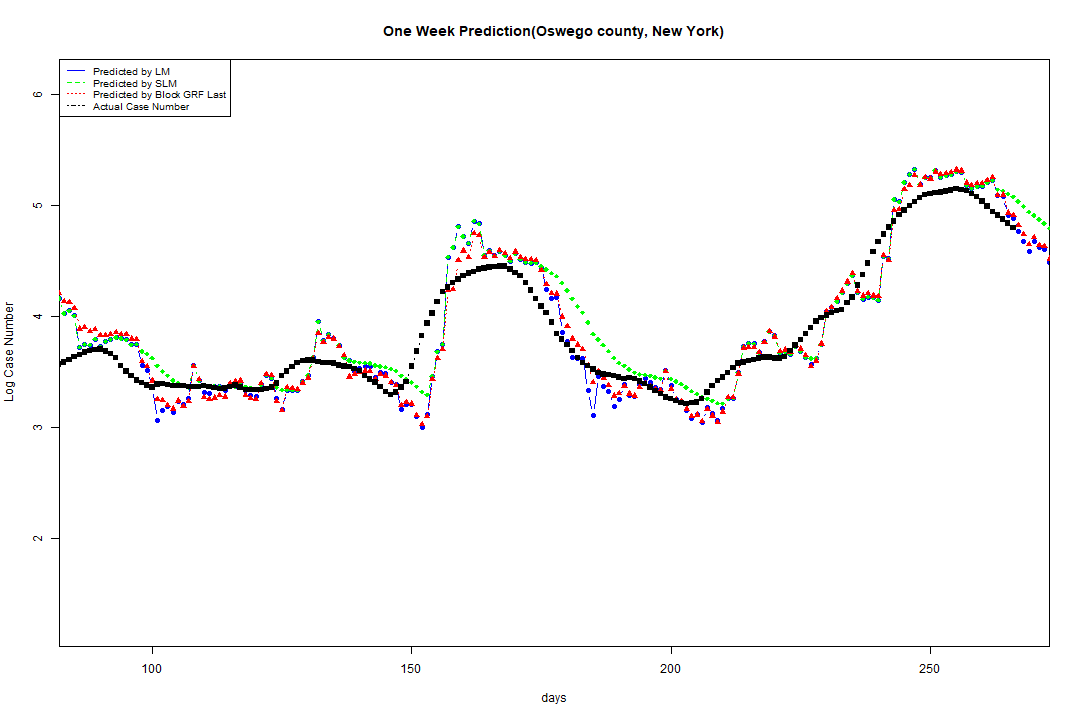 One Week Prediction(Oswego county, New York)
Predicted by LM
Predicted by SLM
Predicted by Block GRF Last
Actual Case Number
6
5
4
3
2
Log Case Number
100 150 200 250
days